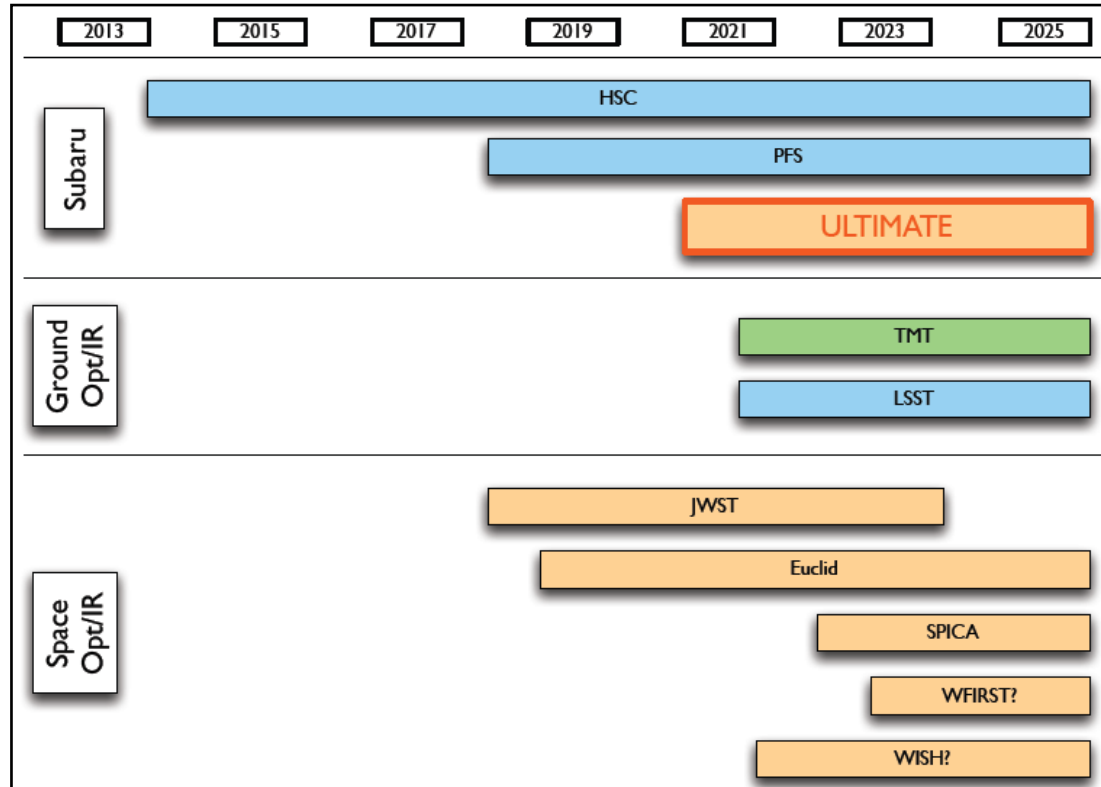 2013 2015 2017 2019 2021 2023 2025
Subaru
HSC
PFS
ULTIMATE
Ground
Opt/IR
TMT
LSST
Space
Opt/IR
JWST
Euclid
SPICA
WFIRST?
WISH?